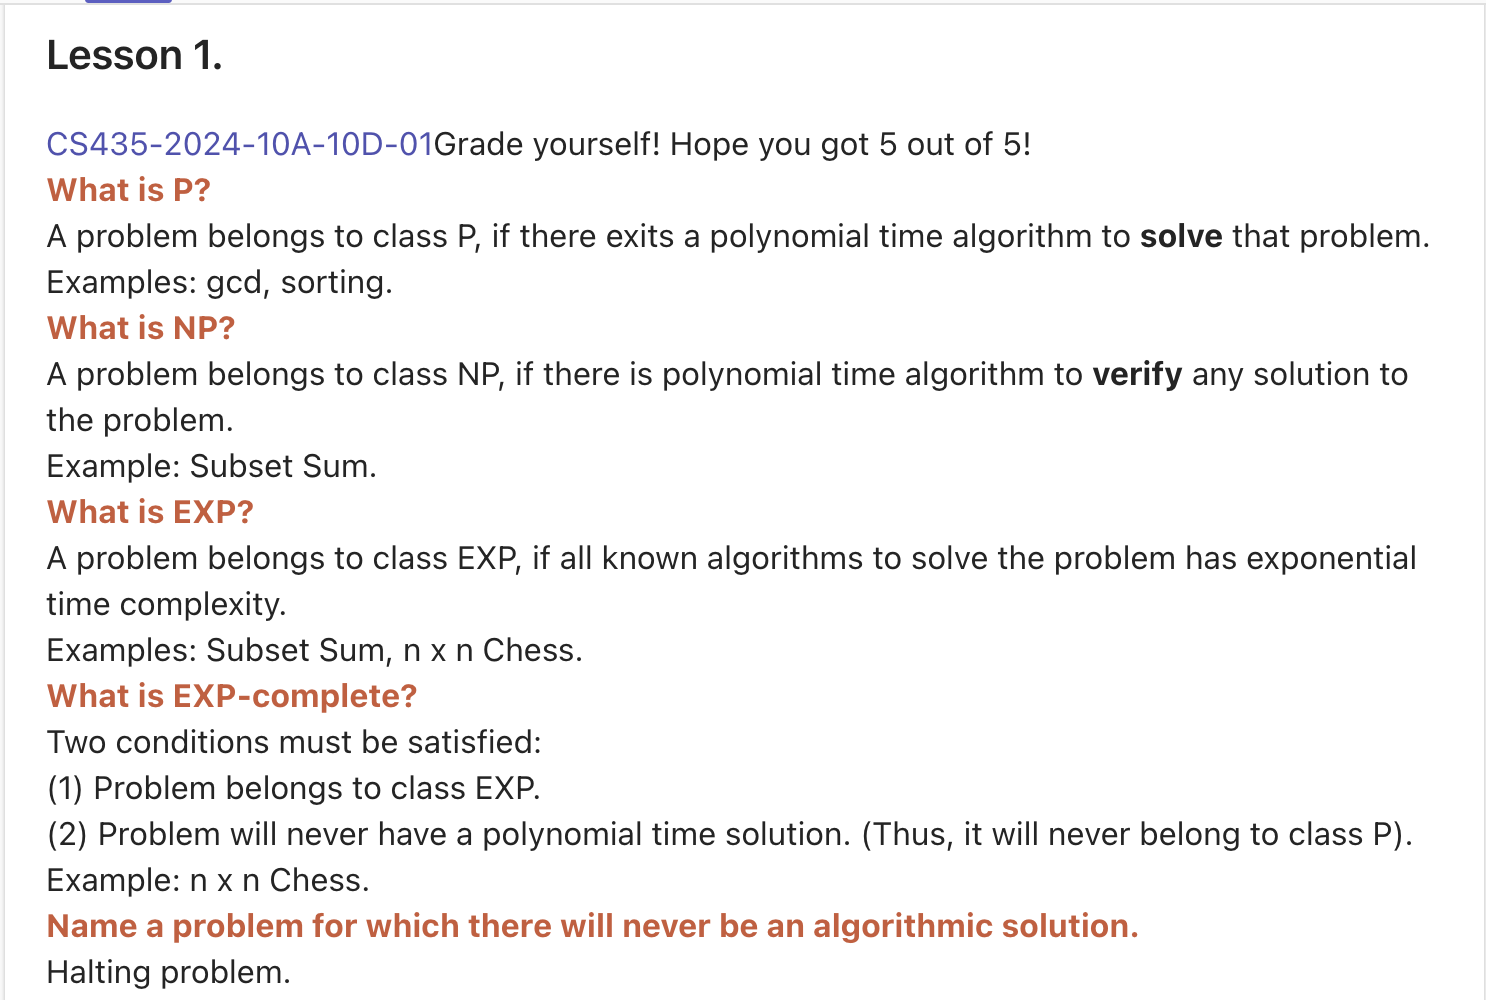 Lesson 1.
CS435-2024-10A-10D-01Grade yourself! Hope you got 5 out of 5!
What is P?
A problem belongs to class P, if there exits a polynomial time algorithm to solve that problem.
Examples: gcd, sorting.
What is NP?
A problem belongs to class NP, if there is polynomial time algorithm to verify any solution to
the problem.
Example: Subset Sum.
What is EXP?
A problem belongs to class EXP, if all known algorithms to solve the problem has exponential
time complexity.
Examples: Subset Sum, n x n Chess.
What is EXP-complete?
Two conditions must be satisfied:
(1) Problem belongs to class EXP.
(2) Problem will never have a polynomial time solution. (Thus, it will never belong to class P).
Example: n x n Chess.
Name a problem for which there will never be an algorithmic solution.
Halting problem.